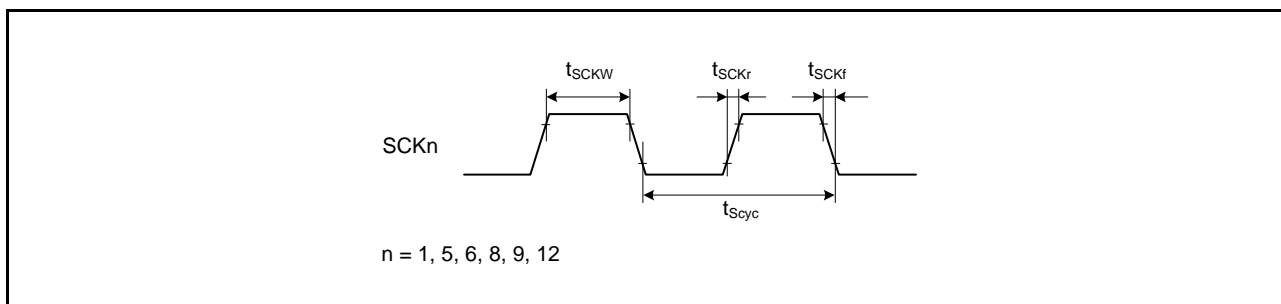 tSCKW tSCKr tSCKf
SCKn
tScyc
n = 1, 5, 6, 8, 9, 12